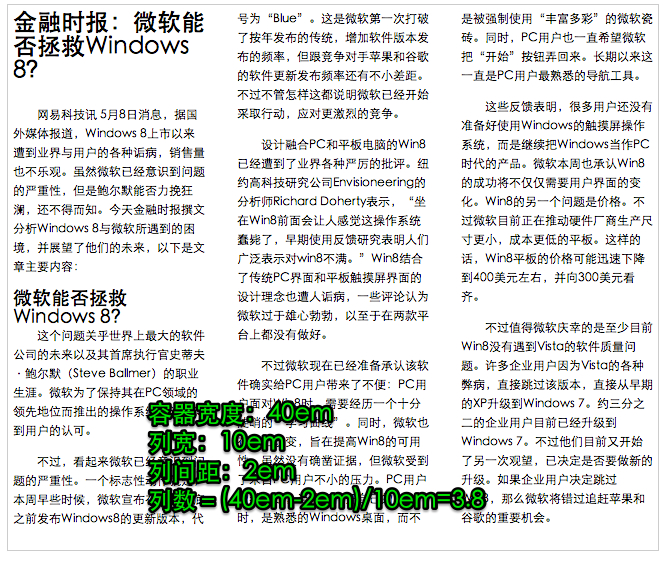 金融时报：微软能
否拯救Windows
8?
网易科技讯 5月8日消息，据国
外媒体报道，Windows 8上市以来
遭到业界与用户的各种诟病，销售量
也不乐观。虽然微软已经意识到问题
的严重性，但是鲍尔默能否力挽狂
澜，还不得而知。今天金融时报撰文
分析Windows 8与微软所遇到的困
境，并展望了他们的未来，以下是文
章主要内容：
微软能否拯救
Windows 8?
这个问题关乎世界上最大的软件
公司的未来以及其首席执行官史蒂夫
·鲍尔默（Steve Ballmer）的职业
生涯。微软为了保持其在PC领域的
领先地位而推出的操作系统
到用户的认可。
不过，看起来微软已经意识到问
题的严重性。一个标志性
本周早些时候，微软宣布
之前发布Windows8的更新版本，代
号为“Blue”。这是微软第一次打破
了按年发布的传统，增加软件版本发
布的频率，但跟竞争对手苹果和谷歌
的软件更新发布频率还有不小差距。
不过不管怎样这都说明微软已经开始
采取行动，应对更激烈的竞争。
设计融合PC和平板电脑的Win8
已经遭到了业界各种严厉的批评。纽
约高科技研究公司Envisioneering的
分析师Richard Doherty表示，“坐
在Win8前面会让人感觉这操作系统
蠢毙了，早期使用反馈研究表明人们
广泛表示对win8不满。”Win8结合
了传统PC界面和平板触摸屏界面的
设计理念也遭人诟病，一些评论认为
微软过于雄心勃勃，以至于在两款平
台上都没有做好。
不过微软现在已经准备承认该软
件确实给PC用户带来了不便：PC用
户面对Win8时，需要经历一个十分
陡峭的“学习曲线”。同时，微软也
变，旨在提高Win8的可用
性。虽然没有确凿证据，但微软受到
了来自PC用户不小的压力。PC用户
时，是熟悉的Windows桌面，而不
是被强制使用“丰富多彩”的微软瓷
砖。同时，PC用户也一直希望微软
把“开始”按钮弄回来。长期以来这
一直是PC用户最熟悉的导航工具。
这些反馈表明，很多用户还没有
准备好使用Windows的触摸屏操作
系统，而是继续把Windows当作PC
时代的产品。微软本周也承认Win8
的成功将不仅仅需要用户界面的变
化。Win8的另一个问题是价格。不
过微软目前正在推动硬件厂商生产尺
寸更小，成本更低的平板。这样的
话，Win8平板的价格可能迅速下降
到400美元左右，并向300美元看
齐。
不过值得微软庆幸的是至少目前
Win8没有遇到Vista的软件质量问
题。许多企业用户因为Vista的各种
弊病，直接跳过该版本，直接从早期
的XP升级到Windows 7。约三分之
二的企业用户目前已经升级到
Windows 7。不过他们目前又开始
了另一次观望，已决定是否要做新的
升级。如果企业用户决定跳过
，那么微软将错过追赶苹果和
谷歌的重要机会。
容器宽度：40em
列宽：10em
列间距：2em
列数 = (40em-2em)/10em=3.8